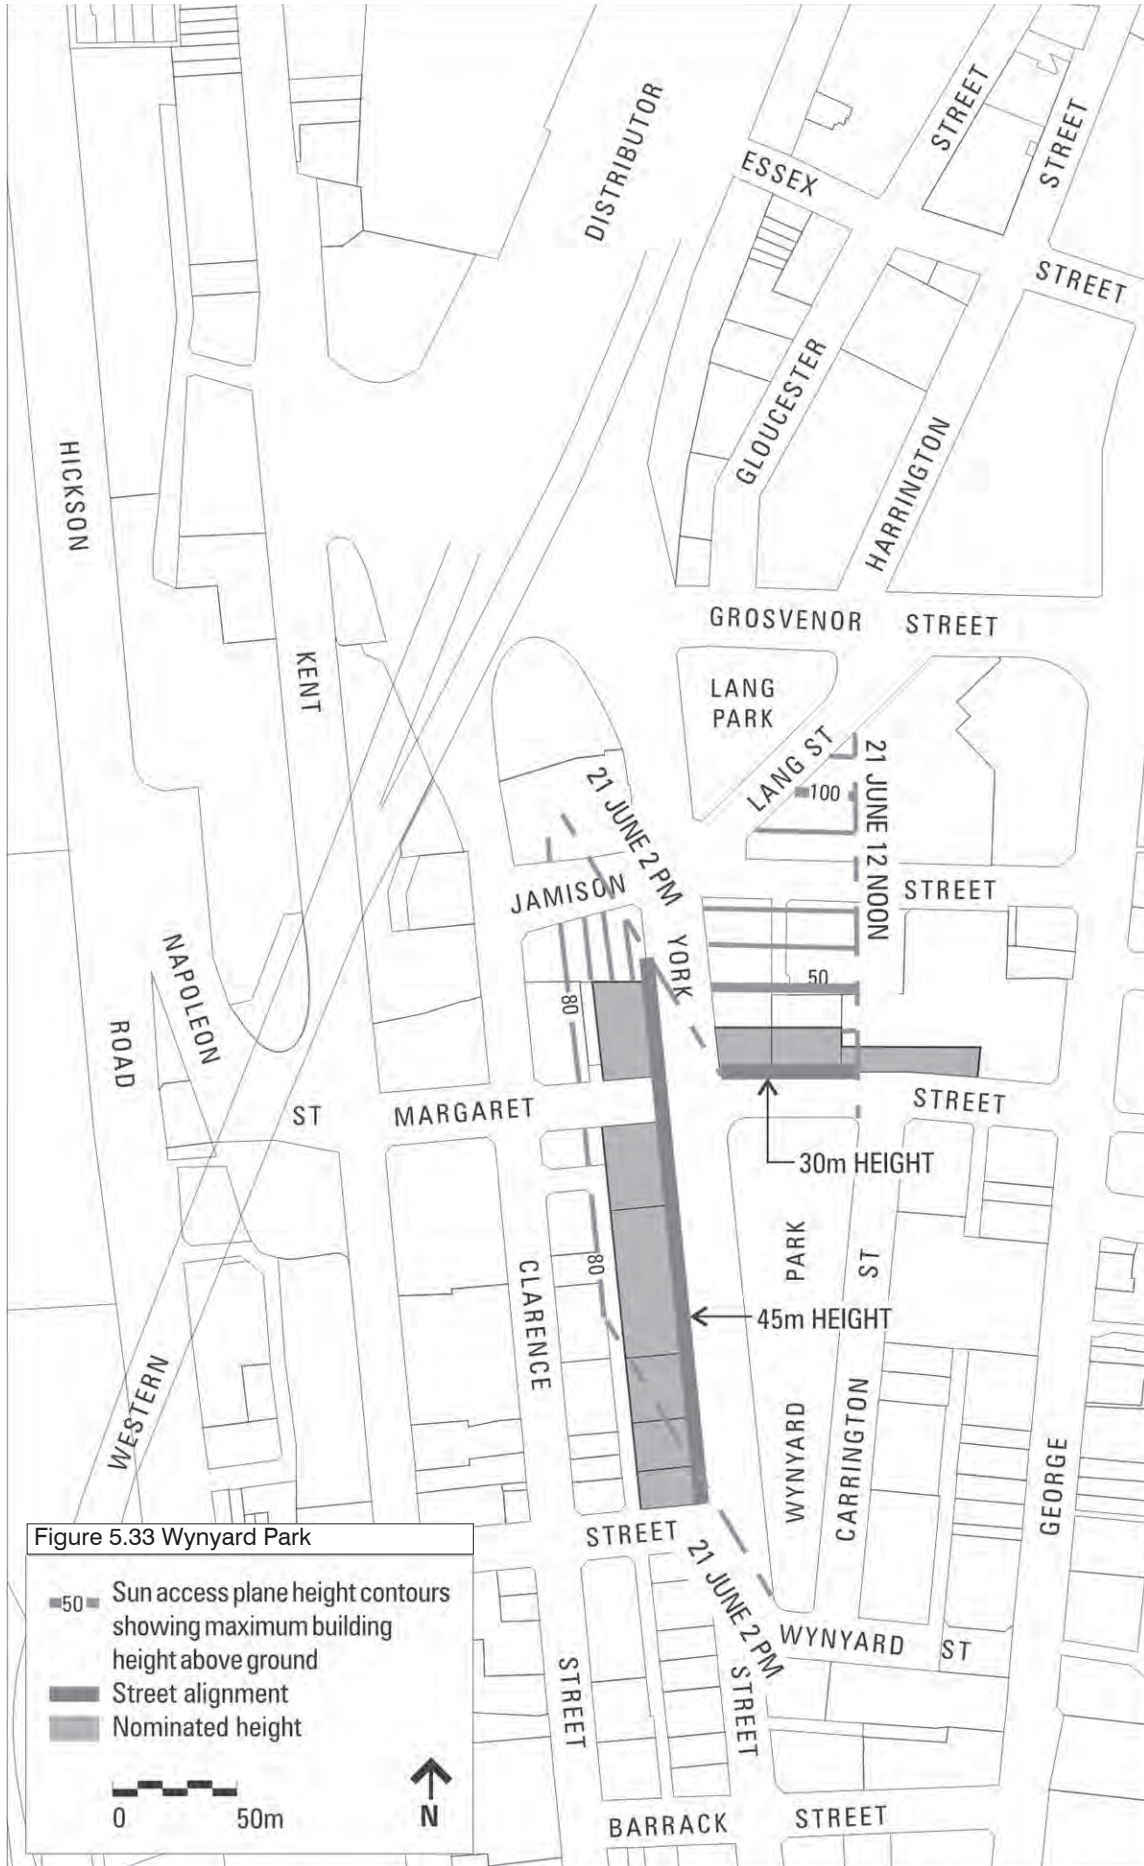 DISTRIBUTOR
STREET
STREET
ESSEX
STREET
GLOUCESTER
HARRINGTON
HICKSON
KENT
GROSVENOR STREET
LANG
PARK
LANG ST
100
21 JUNE 12 NOON
21 JUNE 2 PM
JAMISON
STREET
YORK
NAPOLEON
ROAD
80
50
ST
MARGARET
STREET
30m HEIGHT
PARK
ST
80
CLARENCE
45m HEIGHT
WESTERN
WYNYARD
CARRINGTON
GEORGE
STREET
21 JUNE 2 PM
WYNYARD ST
STREET
STREET
BARRACK STREET
Figure 5.33 Wynyard Park
50 Sun access plane height contours
showing maximum building
height above ground
Street alignment
Nominated height
0 50m
N